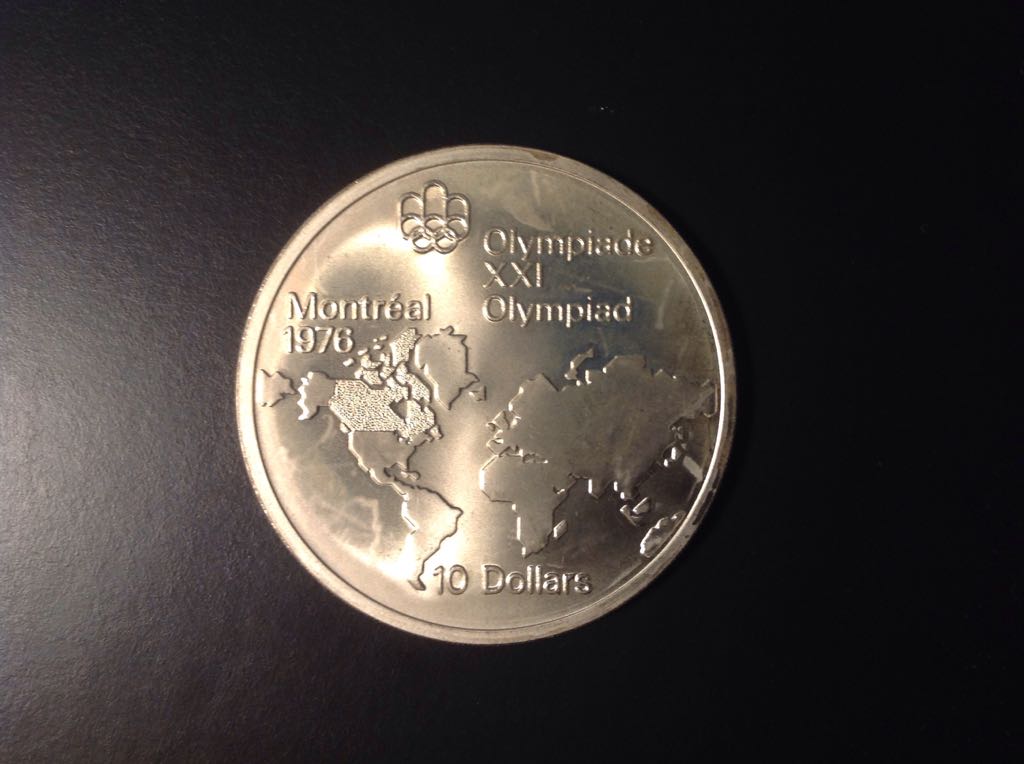 Olympiade
XXI
Olympiad
Montréal
1976
10 Dollars